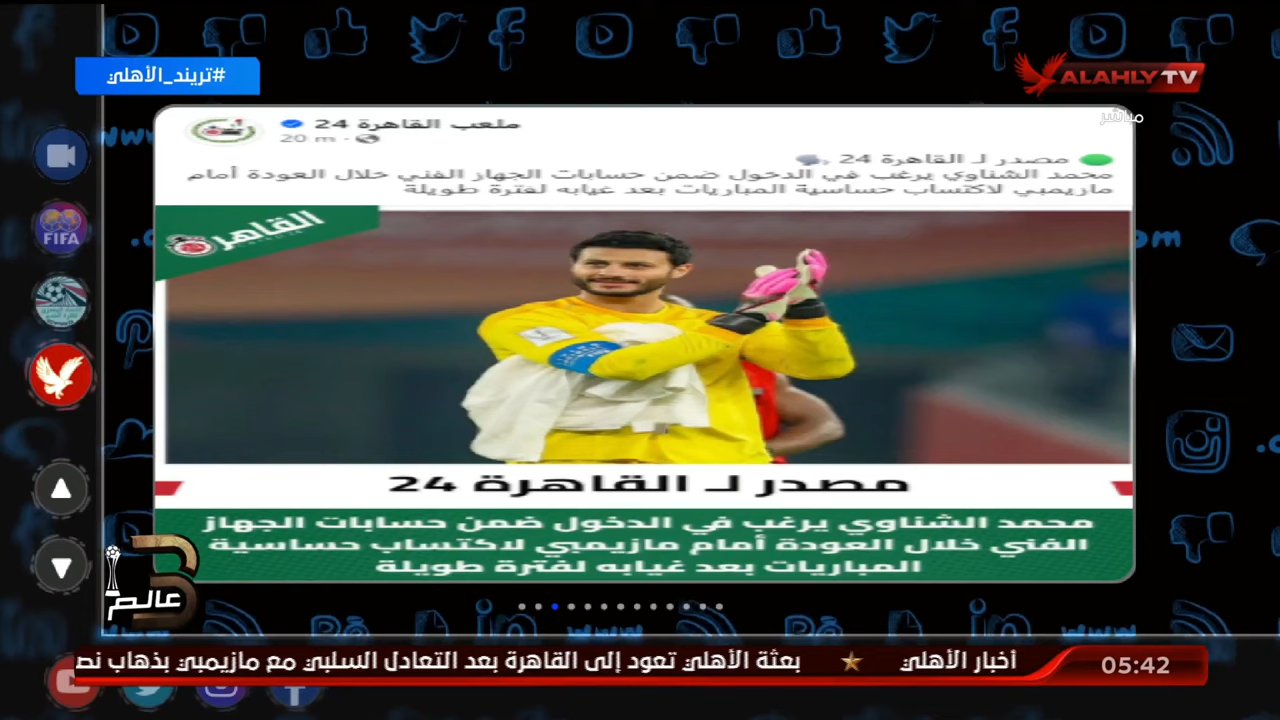 #تريند_الأهلي
ALAHLY TV
مباشر
ملعب القاهرة 24
20 m
مصدر لـ القاهرة 24
محمد الشناوي يرغب في الدخول ضمن حسابات الجهاز الفني خلال العودة أمام
مازيمبي لاكتساب حساسية المباريات بعد غيابه لفترة طويلة
القاهرة
FIFA
مصدر لـ القاهرة 24
محمد الشناوي يرغب في الدخول ضمن حسابات الجهاز
الفني خلال العودة أمام مازيمبي لاكتساب حساسية
المباريات بعد غيابه لفترة طويلة
عالم 3
أخبار الأهلي
بعثة الأهلي تعود إلى القاهرة بعد التعادل السلبي مع مازيمبي بذهاب نص
05:42